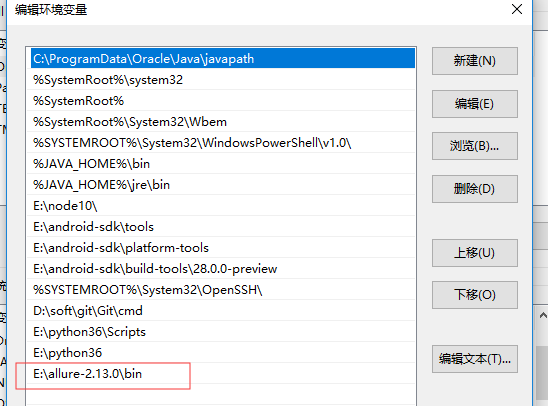 编辑环境变量
C:\ProgramData\Oracle\Java\javapath
%SystemRoot%\system32
%SystemRoot%
%SystemRoot%\System32\Wbem
%SYSTEMROOT%\System32\WindowsPowerShell\v1.0\
%JAVA_HOME%\bin
%JAVA_HOME%\jre\bin
E:\node10\
E:\android-sdk\tools
E:\android-sdk\platform-tools
E:\android-sdk\build-tools\28.0.0-preview
%SYSTEMROOT%\System32\OpenSSH\
D:\soft\git\Git\cmd
E:\python36\Scripts
E:\python36
E:\allure-2.13.0\bin
新建(N)
编辑(E)
浏览(B)...
删除(D)
上移(U)
下移(O)
编辑文本(T)...